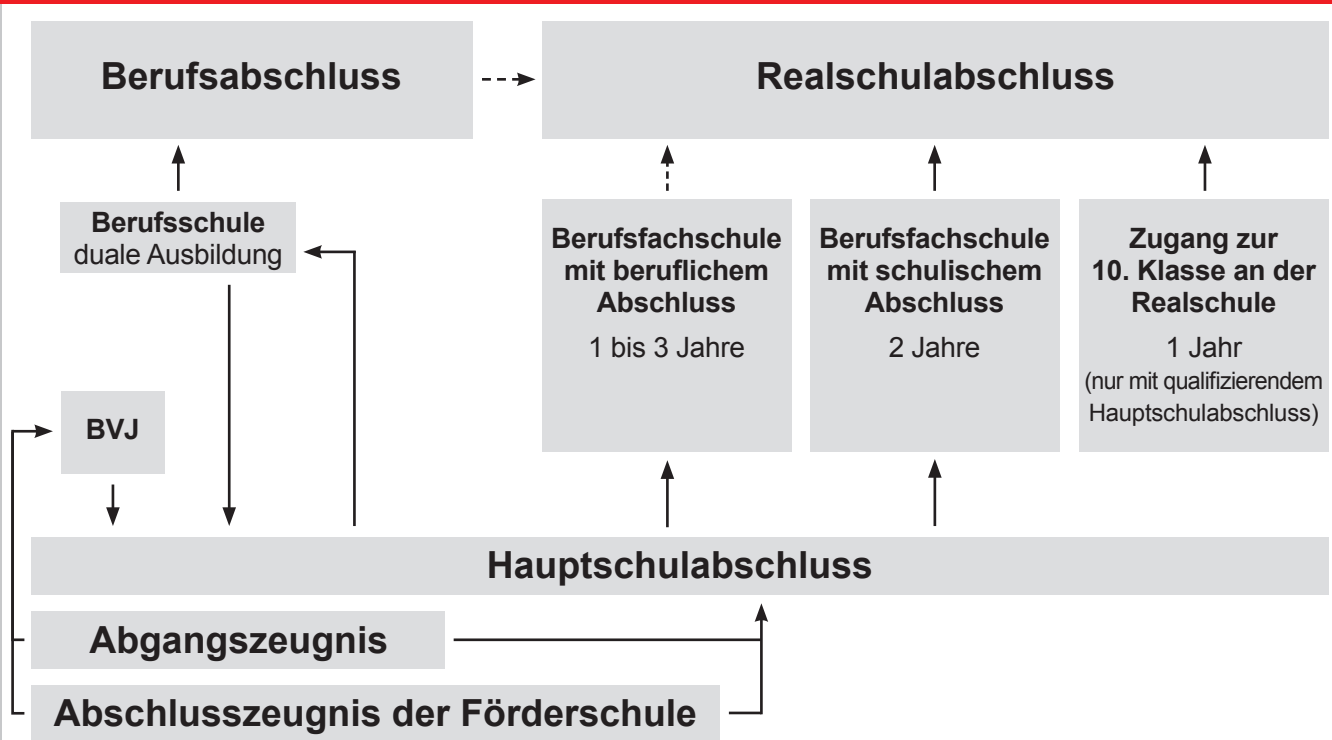 Berufsabschluss
Realschulabschluss
Berufsschule
duale Ausbildung
Berufsfachschule
mit beruflichem
Abschluss
1 bis 3 Jahre
Berufsfachschule
mit schulischem
Abschluss
2 Jahre
Zugang zur
10. Klasse an der
Realschule
1 Jahr
(nur mit qualifizierendem
Hauptschulabschluss)
BVJ
Hauptschulabschluss
Abgangszeugnis
Abschlusszeugnis der Förderschule